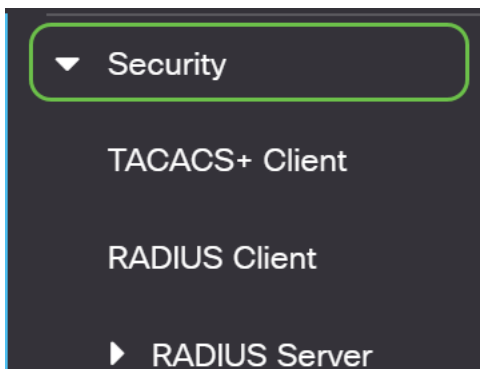 Security
TACACS+ Client
RADIUS Client
RADIUS Server